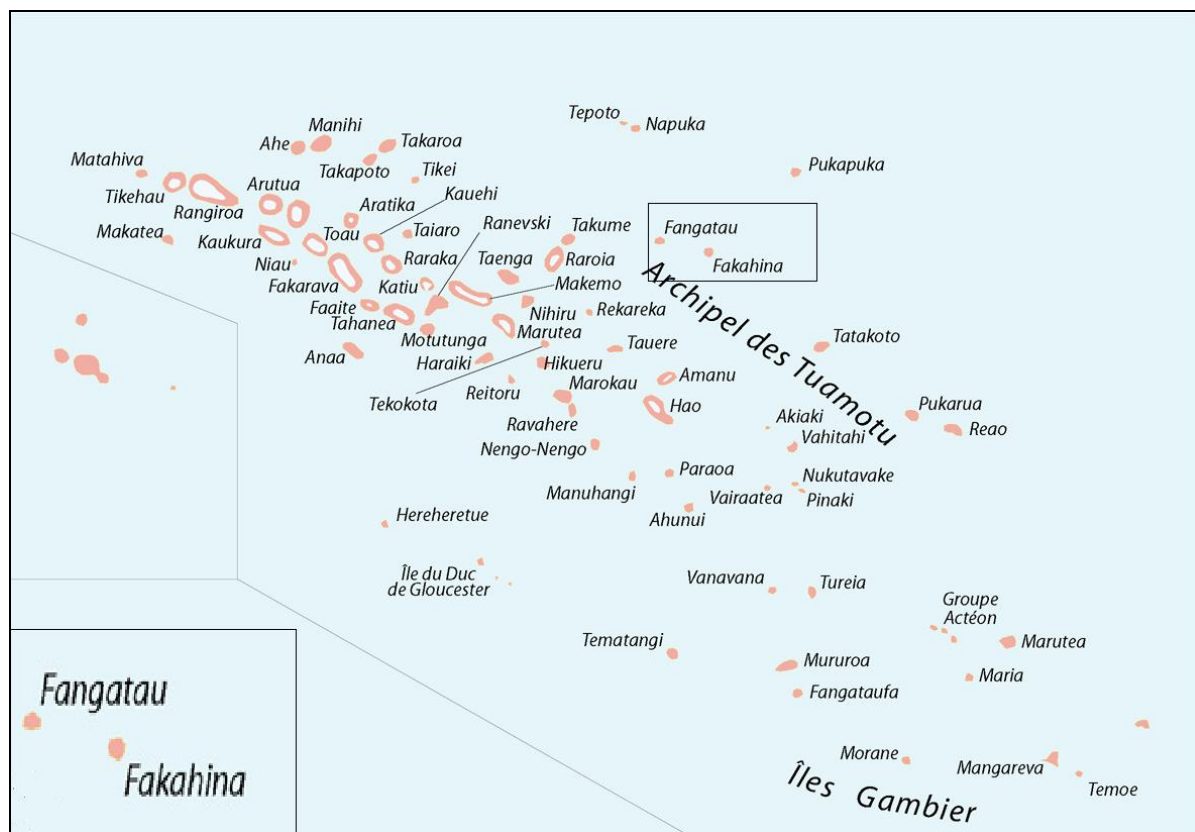 Tepoto
Napuka
Manihi
Ahe
Takaroa
Matahiva
Takapoto
Tikei
Pukapuka
Tikehau
Arutua
Kauehi
Rangiroa
Aratika
Ranevski
Makatea
Kaukura
Toau
Taiaro
Takume
Fangatau
Niau
Raraka
Taenga
Raroia
Fakahina
Fakarava
Katiu
Makemo
Faaite
Nihiru
Rekareka
Tahanea
Marutea
Motutunga
Tauere
Tatakoto
Anaa
Haraiki
Hikueru
Archipel des Tuamotu
Reitoru
Marokau
Amanu
Tekokota
Hao
Pukarua
Ravahere
Akiaki
Reao
Nengo-Nengo
Vahitahi
Paraoa
Nukutavake
Manuhangi
Vairaatea
Pinaki
Ahunui
Hereheretue
Île du Duc
de Gloucester
Vanavana
Tureia
Groupe
Actéon
Tematangi
Marutea
Mururoa
Maria
Fangataufa
Fangatau
Fakahina
Morane
Mangareva
Temoe
Îles Gambier